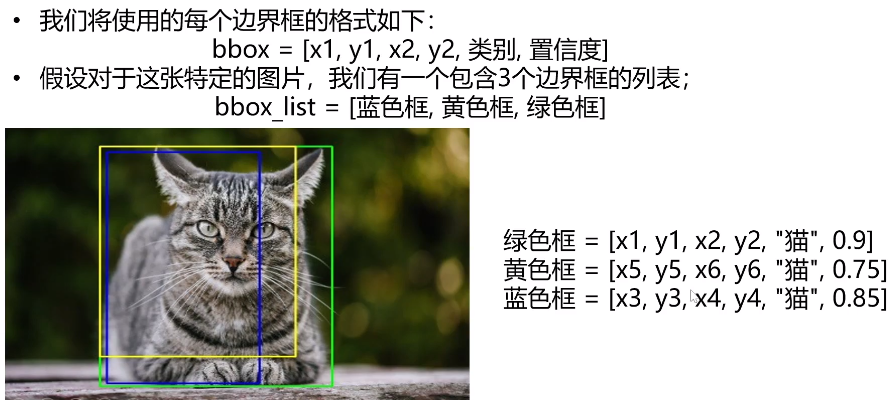 • 我们将使用的每个边界框的格式如下：
bbox = [x1, y1, x2, y2, 类别, 置信度]
• 假设对于这张特定的图片，我们有一个包含3个边界框的列表；
bbox_list = [蓝色框, 黄色框, 绿色框]
绿色框 = [x1, y1, x2, y2, "猫", 0.9]
黄色框 = [x5, y5, x6, y6, "猫", 0.75]
蓝色框 = [x3, y3, x4, y4, "猫", 0.85]